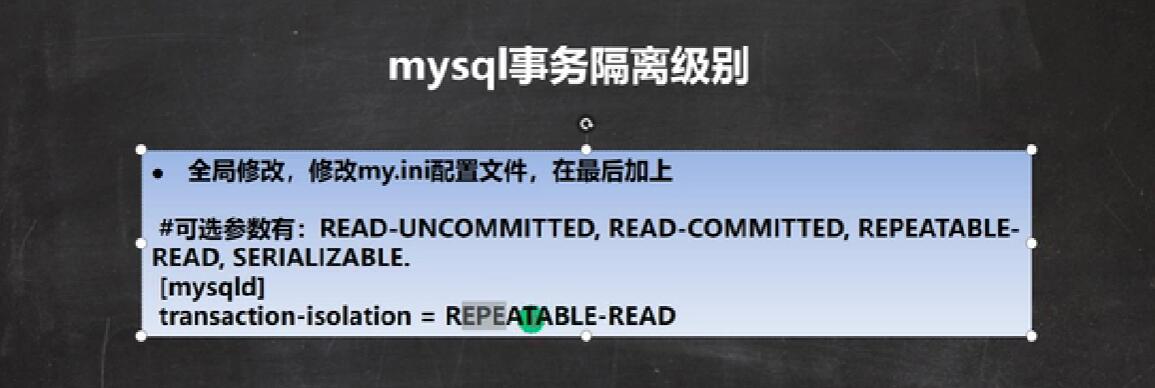 mysql事务隔离级别
• 全局修改，修改my.ini配置文件，在最后加上
#可选参数有：READ-UNCOMMITTED, READ-COMMITTED, REPEATABLE-
READ, SERIALIZABLE.
[mysqld]
transaction-isolation = REPEATABLE-READ